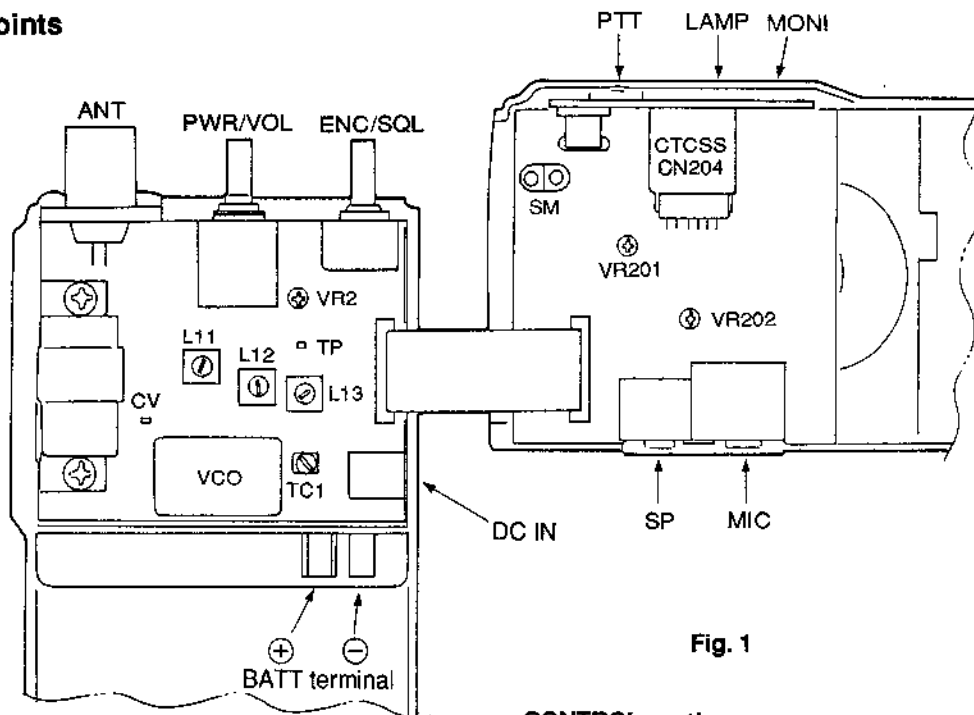 oints
PTT LAMP MONI
ANT
PWR/VOL ENC/SQL
CTCSS
CN204
SM
VR201
VR2
VR202
L11
L12
TP
L13
CV
VCO
TC1
DC IN
SP MIC
+ −
BATT terminal
Fig. 1